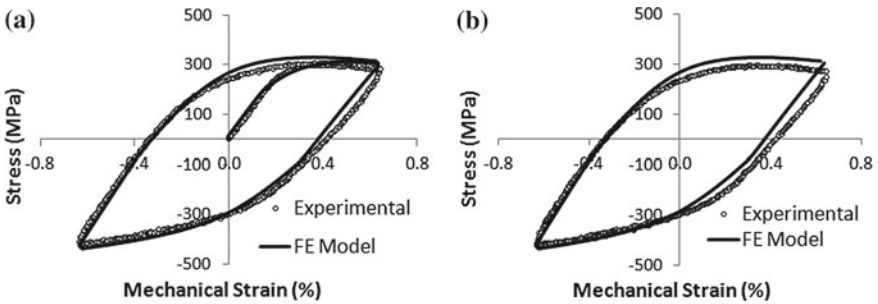 (a)
500
300
100
-100
-300
-500
-0.8
-0.4
0.0
0.4
0.8
Stress (MPa)
Mechanical Strain (%)
Experimental
FE Model
(b)
500
300
100
-100
-300
-500
-0.8
-0.4
0.0
0.4
0.8
Stress (MPa)
Mechanical Strain (%)
Experimental
FE Model